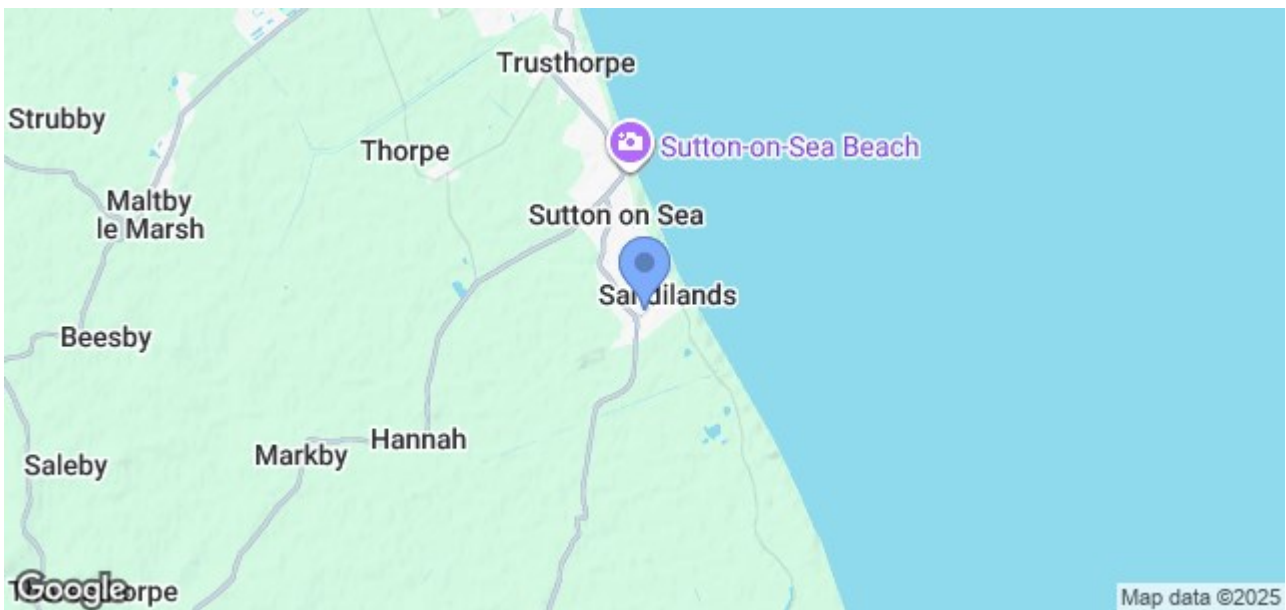 Trusthorpe
Strubby
Thorpe
Sutton-on-Sea Beach
Maltby
le Marsh
Sutton on Sea
Sandilands
Beesby
Hannah
Markby
Saleby
Google
Map data ©2025